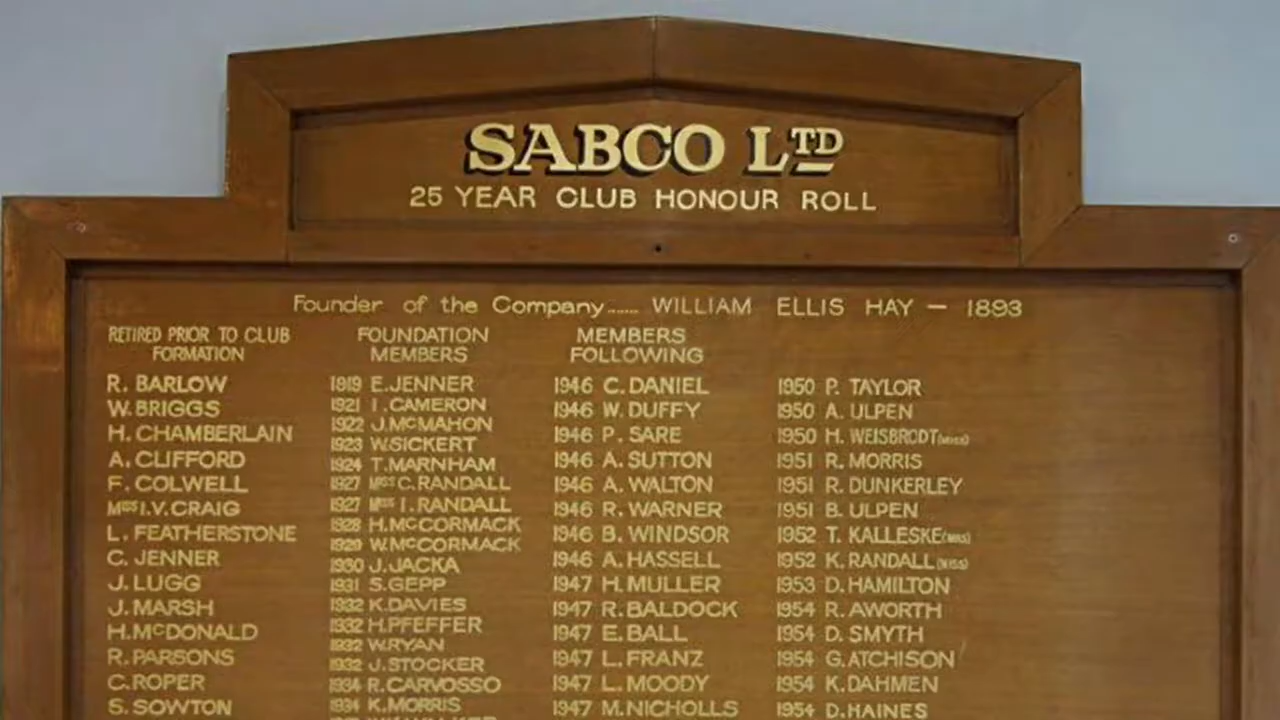 SABCO LTD
25 YEAR CLUB HONOUR ROLL
Founder of the Company...... WILLIAM ELLIS HAY — 1893
RETIRED PRIOR TO CLUB
FORMATION
R. BARLOW
W. BRIGGS
H. CHAMBERLAIN
A. CLIFFORD
F. COLWELL
MISS I.V. CRAIG
L. FEATHERSTONE
C. JENNER
J. LUGG
J. MARSH
H. McDONALD
R. PARSONS
C. ROPER
S. SOWTON
FOUNDATION
MEMBERS
1919 E. JENNER
1921 I. CAMERON
1922 J. McMAHON
1923 W. SICKERT
1924 T. MARNHAM
1927 MISS C. RANDALL
1927 MISS I. RANDALL
1928 H. McCORMACK
1929 W. McCORMACK
1930 J. JACKA
1931 S. GEPP
1932 K. DAVIES
1932 H. PFEFFER
1932 W. RYAN
1932 J. STOCKER
1934 R. CARVOSSO
1934 K. MORRIS
MEMBERS
FOLLOWING
1946 C. DANIEL
1946 W. DUFFY
1946 P. SARE
1946 A. SUTTON
1946 A. WALTON
1946 R. WARNER
1946 B. WINDSOR
1946 A. HASSELL
1947 H. MULLER
1947 R. BALDOCK
1947 E. BALL
1947 L. FRANZ
1947 L. MOODY
1947 M. NICHOLLS
1950 P. TAYLOR
1950 A. ULPEN
1950 H. WEISBRODT (MISS)
1951 R. MORRIS
1951 R. DUNKERLEY
1951 B. ULPEN
1952 T. KALLESKE (MRS)
1952 K. RANDALL (MISS)
1953 D. HAMILTON
1954 R. AWORTH
1954 D. SMYTH
1954 G. ATCHISON
1954 K. DAHMEN
1954 D. HAINES